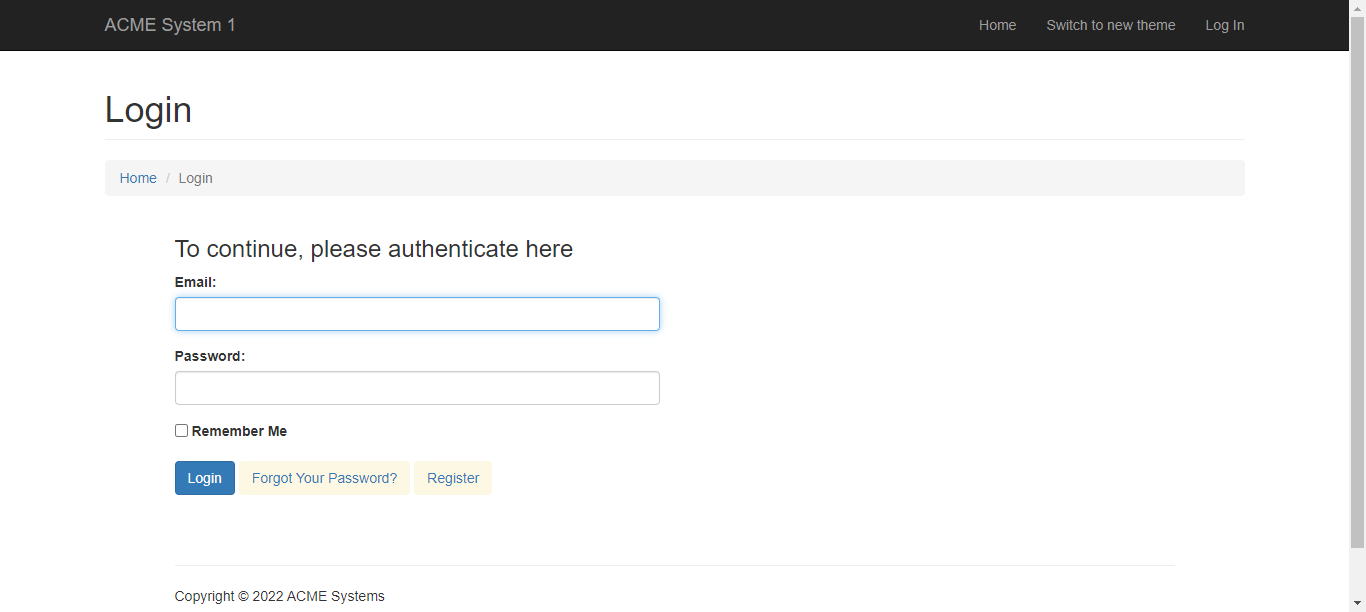 ACME System 1 Home Switch to new theme Log In
Login
Home / Login
To continue, please authenticate here
Email:
Password:
Remember Me
Login Forgot Your Password? Register
Copyright © 2022 ACME Systems